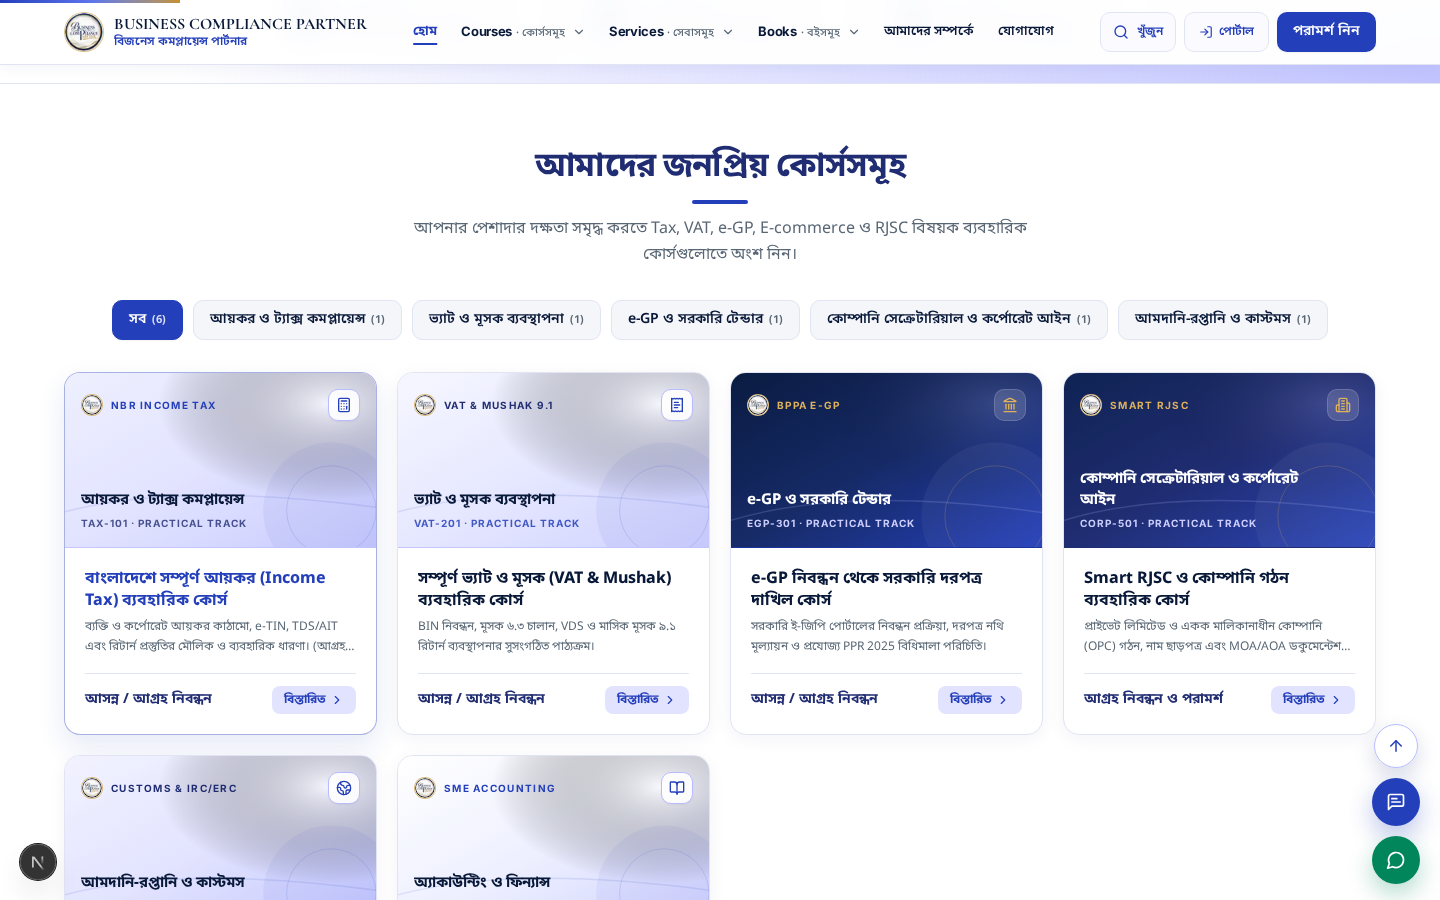 BUSINESS COMPLIANCE PARTNER
বিজনেস কমপ্লায়েন্স পার্টনার
হোম
Courses · কোর্সসমূহ
Services · সেবাসমূহ
Books · বইসমূহ
আমাদের সম্পর্কে
যোগাযোগ
খুঁজুন
পোর্টাল
পরামর্শ নিন
আমাদের জনপ্রিয় কোর্সসমূহ
আপনার পেশাদার দক্ষতা সমৃদ্ধ করতে Tax, VAT, e-GP, E-commerce ও RJSC বিষয়ক ব্যবহারিক
কোর্সগুলোতে অংশ নিন।
সব (6)
আয়কর ও ট্যাক্স কমপ্লায়েন্স (1)
ভ্যাট ও মূসক ব্যবস্থাপনা (1)
e-GP ও সরকারি টেন্ডার (1)
কোম্পানি সেক্রেটারিয়াল ও কর্পোরেট আইন (1)
আমদানি-রপ্তানি ও কাস্টমস (1)
NBR INCOME TAX
আয়কর ও ট্যাক্স কমপ্লায়েন্স
TAX-101 · PRACTICAL TRACK
বাংলাদেশে সম্পূর্ণ আয়কর (Income
Tax) ব্যবহারিক কোর্স
ব্যক্তি ও কর্পোরেট আয়কর কাঠামো, e-TIN, TDS/AIT
এবং রিটার্ন প্রস্তুতির মৌলিক ও ব্যবহারিক ধারণা। (আগ্রহ...
আসন্ন / আগ্রহ নিবন্ধন
বিস্তারিত
VAT & MUSHAK 9.1
ভ্যাট ও মূসক ব্যবস্থাপনা
VAT-201 · PRACTICAL TRACK
সম্পূর্ণ ভ্যাট ও মূসক (VAT & Mushak)
ব্যবহারিক কোর্স
BIN নিবন্ধন, মূসক ৬.৩ চালান, VDS ও মাসিক মূসক ৯.১
রিটার্ন ব্যবস্থাপনার সুসংগঠিত পাঠ্যক্রম।
আসন্ন / আগ্রহ নিবন্ধন
বিস্তারিত
BPPA E-GP
e-GP ও সরকারি টেন্ডার
EGP-301 · PRACTICAL TRACK
e-GP নিবন্ধন থেকে সরকারি দরপত্র
দাখিল কোর্স
সরকারি ই-জিপি পোর্টালের নিবন্ধন প্রক্রিয়া, দরপত্র নথি
মূল্যায়ন ও প্রযোজ্য PPR 2025 বিধিমালা পরিচিতি।
আসন্ন / আগ্রহ নিবন্ধন
বিস্তারিত
SMART RJSC
কোম্পানি সেক্রেটারিয়াল ও কর্পোরেট
আইন
CORP-501 · PRACTICAL TRACK
Smart RJSC ও কোম্পানি গঠন
ব্যবহারিক কোর্স
প্রাইভেট লিমিটেড ও একক মালিকানাধীন কোম্পানি
(OPC) গঠন, নাম ছাড়পত্র এবং MOA/AOA ডকুমেন্টেশ...
আগ্রহ নিবন্ধন ও পরামর্শ
বিস্তারিত
CUSTOMS & IRC/ERC
আমদানি-রপ্তানি ও কাস্টমস
SME ACCOUNTING
অ্যাকাউন্টিং ও ফিন্যান্স